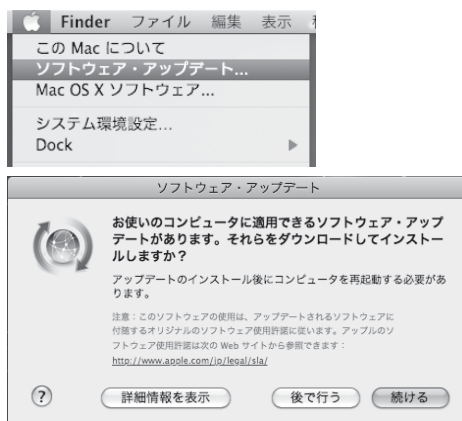 Finder ファイル 編集 表示
この Mac について
ソフトウェア・アップデート...
Mac OS X ソフトウェア...
システム環境設定...
Dock
ソフトウェア・アップデート
お使いのコンピュータに適用できるソフトウェア・アップ
デートがあります。それらをダウンロードしてインストー
ルしますか？
アップデートのインストール後にコンピュータを再起動する必要があ
ります。
注意：このソフトウェアの使用は、アップデートされるソフトウェアに
付随するオリジナルのソフトウェア使用許諾に従います。アップルのソ
フトウェア使用許諾は次の Web サイトから参照できます：
http://www.apple.com/jp/legal/sla/
? 詳細情報を表示 後で行う 続ける